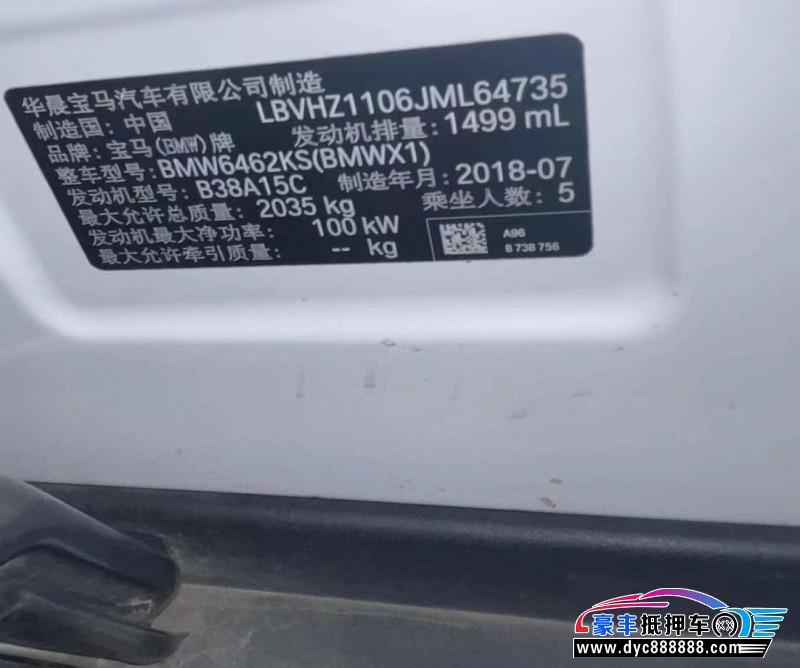 华晨宝马汽车有限公司制造
制造国: 中国 LBVHZ1106JML64735
品牌: 宝马(BMW)牌 发动机排量: 1499 mL
整车型号: BMW6462KS(BMWX1)
发动机型号: B38A15C 制造年月: 2018-07
最大允许总质量: 2035 kg 乘坐人数: 5
发动机最大净功率: 100 kW
最大允许牵引质量: -- kg
A96
8 738 756
豪丰抵押车
www.dyc888888.com